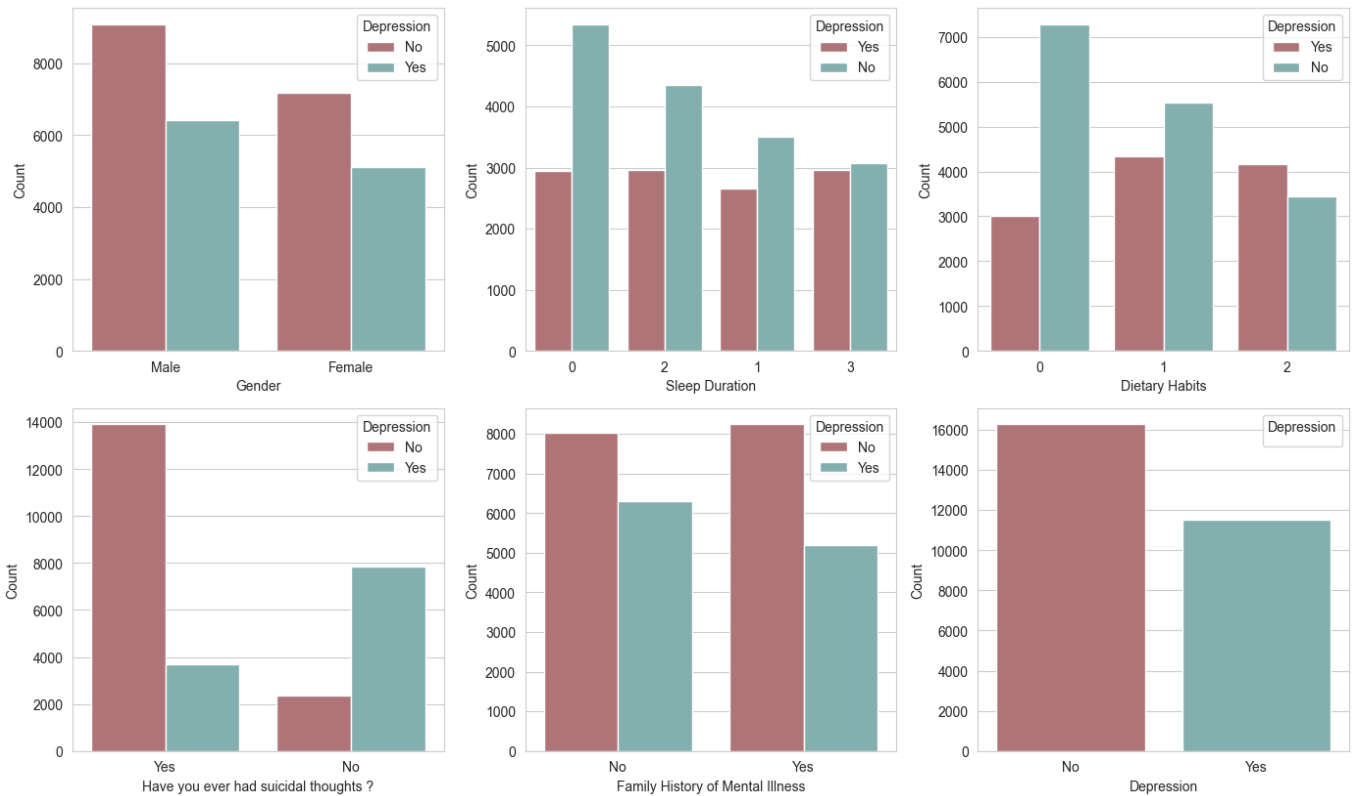 Depression
No
Yes
8000
6000
4000
2000
0
Count
Male Female
Gender
Depression
Yes
No
5000
4000
3000
2000
1000
0
Count
0 2 1 3
Sleep Duration
Depression
Yes
No
7000
6000
5000
4000
3000
2000
1000
0
Count
0 1 2
Dietary Habits
Depression
No
Yes
14000
12000
10000
8000
6000
4000
2000
0
Count
Yes No
Have you ever had suicidal thoughts ?
Depression
No
Yes
8000
7000
6000
5000
4000
3000
2000
1000
0
Count
No Yes
Family History of Mental Illness
Depression
16000
14000
12000
10000
8000
6000
4000
2000
0
Count
No Yes
Depression